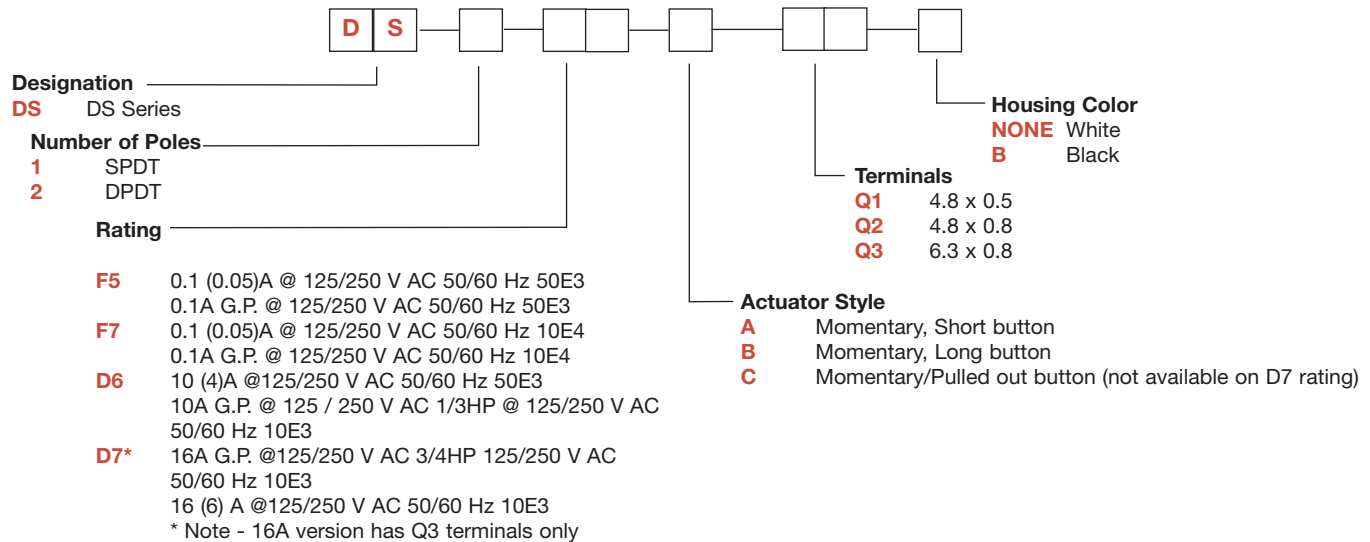 D S
Designation
DS DS Series
Number of Poles
1 SPDT
2 DPDT
Rating
F5 0.1 (0.05)A @ 125/250 V AC 50/60 Hz 50E3
0.1A G.P. @ 125/250 V AC 50/60 Hz 50E3
F7 0.1 (0.05)A @ 125/250 V AC 50/60 Hz 10E4
0.1A G.P. @ 125/250 V AC 50/60 Hz 10E4
D6 10 (4)A @125/250 V AC 50/60 Hz 50E3
10A G.P. @ 125 / 250 V AC 1/3HP @ 125/250 V AC
50/60 Hz 10E3
D7* 16A G.P. @125/250 V AC 3/4HP 125/250 V AC
50/60 Hz 10E3
16 (6) A @125/250 V AC 50/60 Hz 10E3
* Note - 16A version has Q3 terminals only
Actuator Style
A Momentary, Short button
B Momentary, Long button
C Momentary/Pulled out button (not available on D7 rating)
Terminals
Q1 4.8 x 0.5
Q2 4.8 x 0.8
Q3 6.3 x 0.8
Housing Color
NONE White
B Black